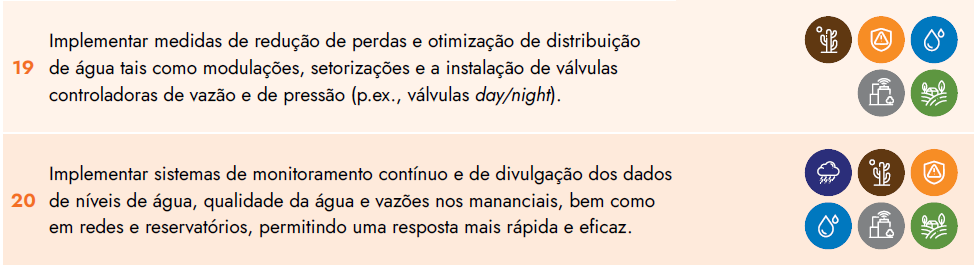 19
Implementar medidas de redução de perdas e otimização de distribuição
de água tais como modulações, setorizações e a instalação de válvulas
controladoras de vazão e de pressão (p.ex., válvulas day/night).
20
Implementar sistemas de monitoramento contínuo e de divulgação dos dados
de níveis de água, qualidade da água e vazões nos mananciais, bem como
em redes e reservatórios, permitindo uma resposta mais rápida e eficaz.